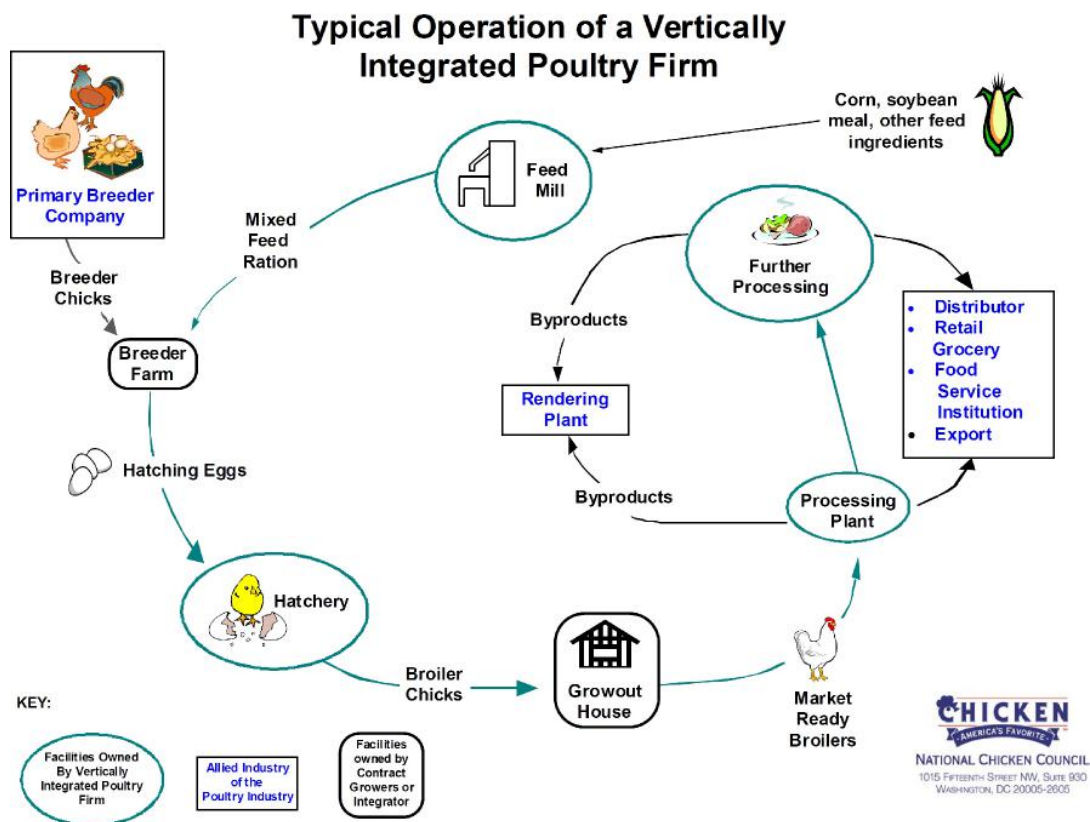 Typical Operation of a Vertically
Integrated Poultry Firm
Primary Breeder
Company
Breeder
Chicks
Mixed
Feed
Ration
Feed
Mill
Corn, soybean
meal, other feed
ingredients
Breeder
Farm
Hatching Eggs
Hatchery
Broiler
Chicks
Growout
House
Market
Ready
Broilers
Processing
Plant
Byproducts
Rendering
Plant
Byproducts
Further
Processing
• Distributor
• Retail
Grocery
• Food
Service
Institution
• Export
KEY:
Facilities Owned
By Vertically
Integrated Poultry
Firm
Allied Industry
of the
Poultry Industry
Facilities
owned by
Contract
Growers or
Integrator
CHICKEN
-AMERICA'S FAVORITE-
NATIONAL CHICKEN COUNCIL
1015 FIFTEENTH STREET NW, SUITE 930
WASHINGTON, DC 20005-2605